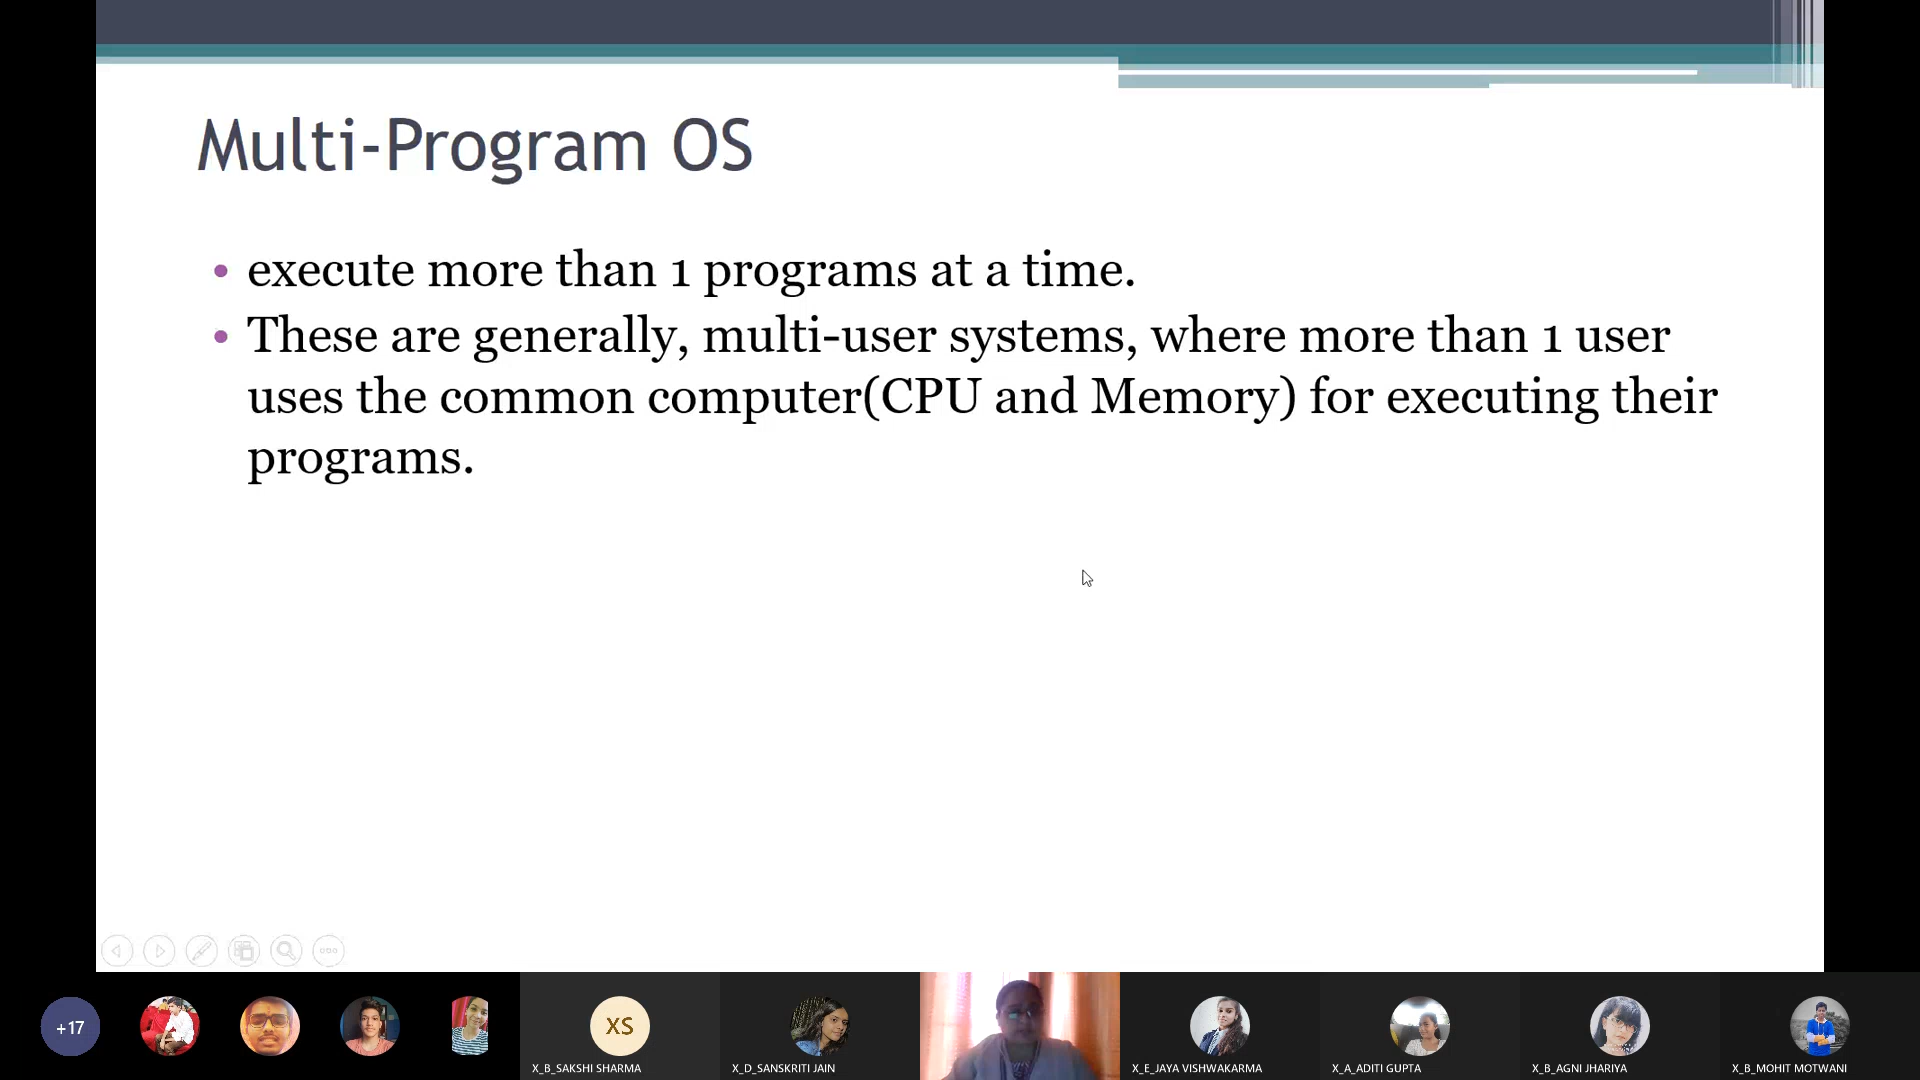 Multi-Program OS
• execute more than 1 programs at a time.
• These are generally, multi-user systems, where more than 1 user
uses the common computer(CPU and Memory) for executing their
programs.
+17
XS
X_B_SAKSHI SHARMA
X_D_SANSKRITI JAIN
X_E_JAYA VISHWAKARMA
X_A_ADITI GUPTA
X_B_AGNI JHARIYA
X_B_MOHIT MOTWANI